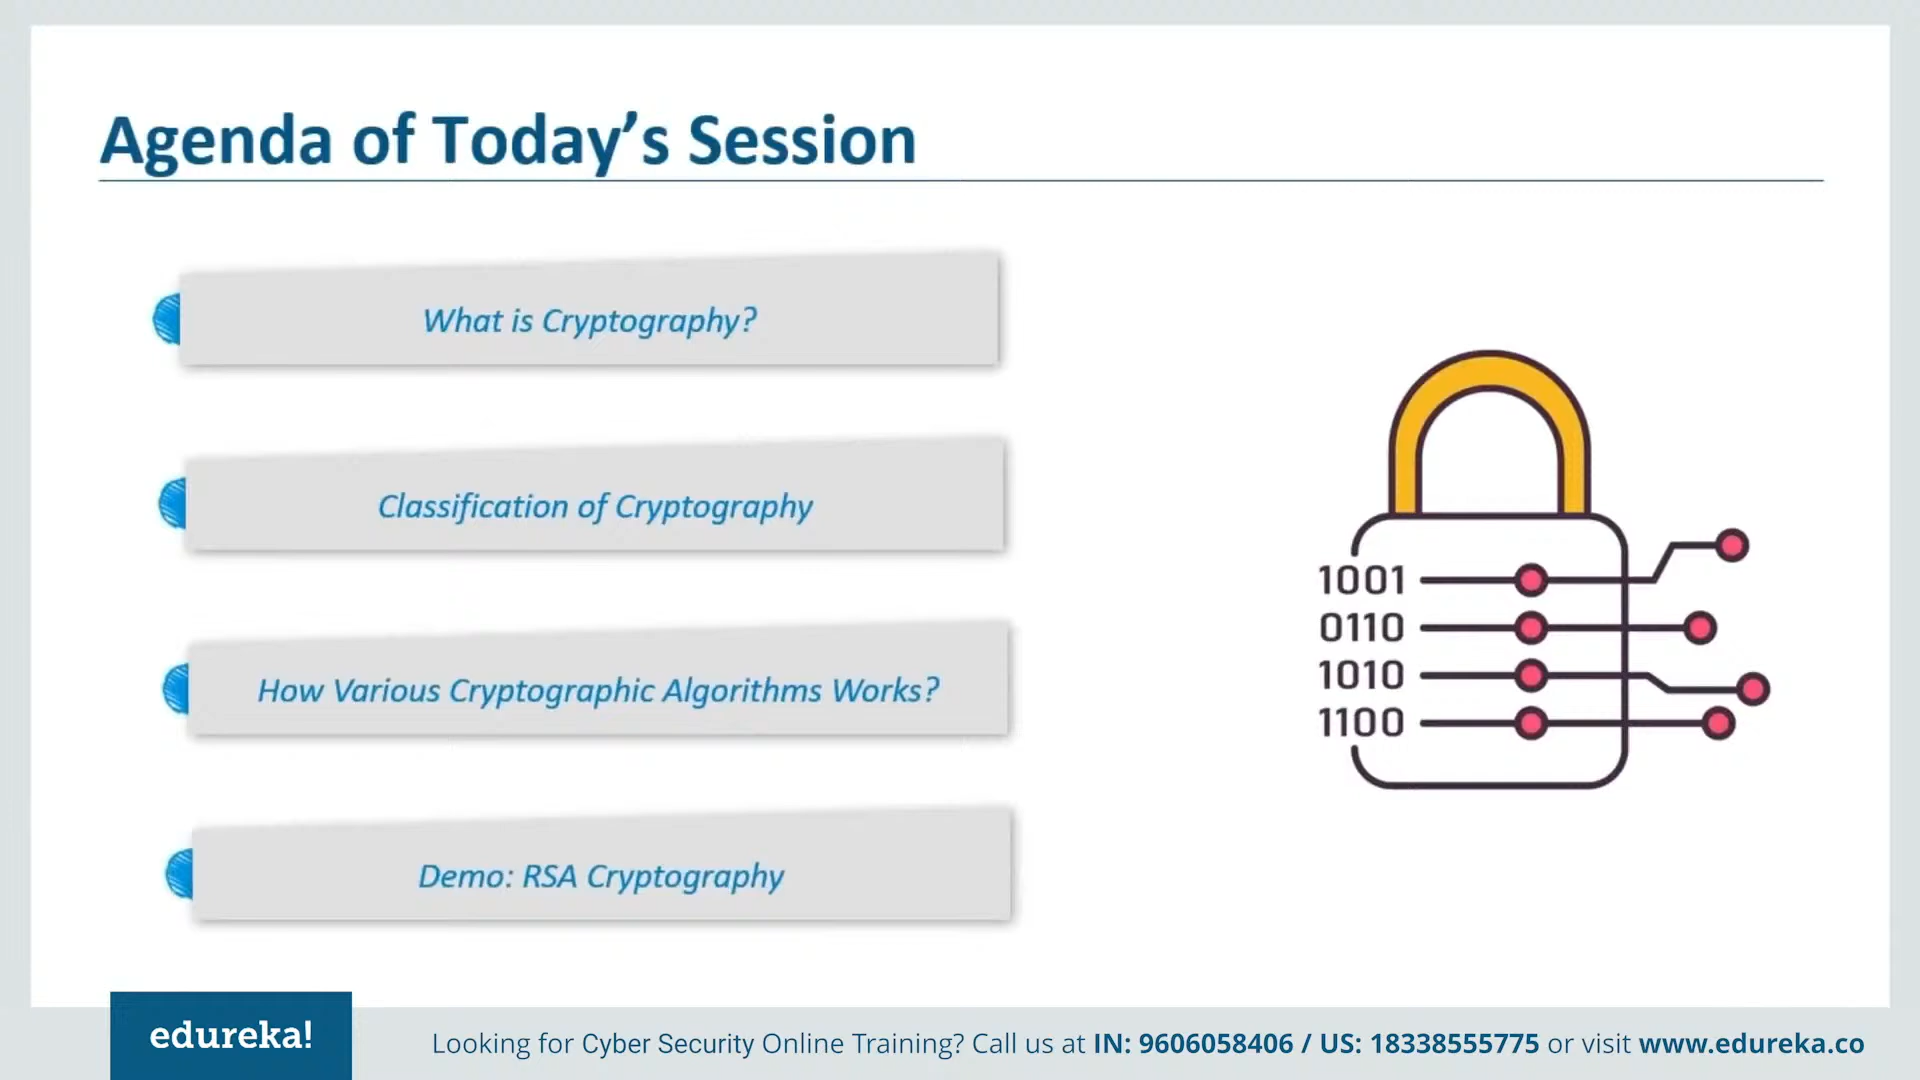 Agenda of Today’s Session
What is Cryptography?
Classification of Cryptography
How Various Cryptographic Algorithms Works?
Demo: RSA Cryptography
1001
0110
1010
1100
edureka!
Looking for Cyber Security Online Training? Call us at IN: 9606058406 / US: 18338555775 or visit www.edureka.co